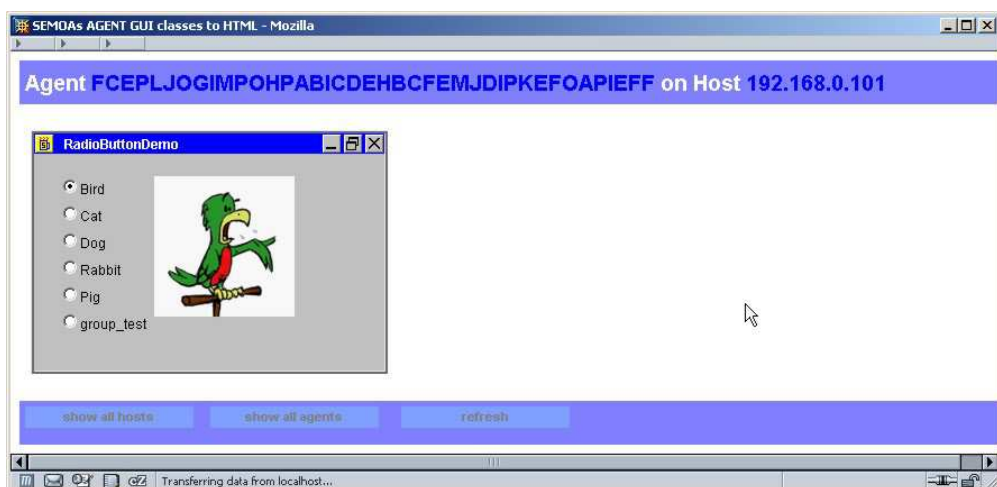 SEMOAs AGENT GUI classes to HTML - Mozilla
Agent FCEPLJOGIMPOHPABICDEHBCFEMJDIPKEFOAPIEFF on Host 192.168.0.101
RadioButtonDemo
Bird
Cat
Dog
Rabbit
Pig
group_test
show all hosts show all agents refresh
Transferring data from localhost...